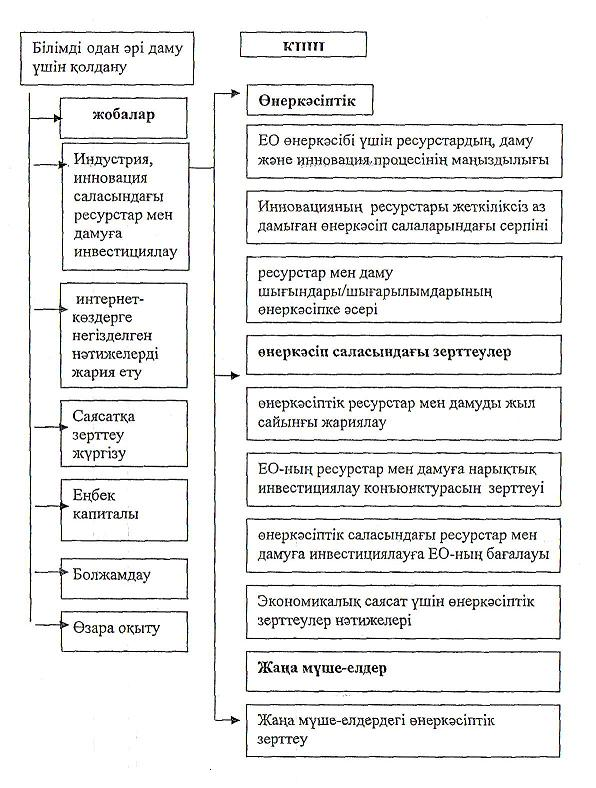 Білімді одан әрі даму
үшін қолдану
жобалар
Индустрия,
инновация
саласындағы
ресурстар мен
дамуға
инвестициялау
интернет-
көздерге
негізделген
нәтижелерді
жария ету
Саясатқа
зерттеу
жүргізу
Еңбек
капиталы
Болжамдау
Өзара оқыту
Өнеркәсіптік
ЕО өнеркәсібі үшін ресурстардың, даму
және инновация процесінің маңыздылығы
Инновацияның ресурстары жеткіліксіз аз
дамыған өнеркәсіп салаларындағы серпіні
ресурстар мен даму
шығындары/шығарылымдарының
өнеркәсіпке әсері
өнеркәсіп саласындағы зерттеулер
өнеркәсіптік ресурстар мен дамуды жыл
сайынғы жариялау
ЕО-ның ресурстар мен дамуға нарықтық
инвестициялау конъюнктурасын зерттеуі
өнеркәсіптік саласындағы ресурстар мен
дамуға инвестициялауға ЕО-ның бағалауы
Экономикалық саясат үшін өнеркәсіптік
зерттеулер нәтижелері
Жаңа мүше-елдер
Жаңа мүше-елдердегі өнеркәсіптік
зерттеу